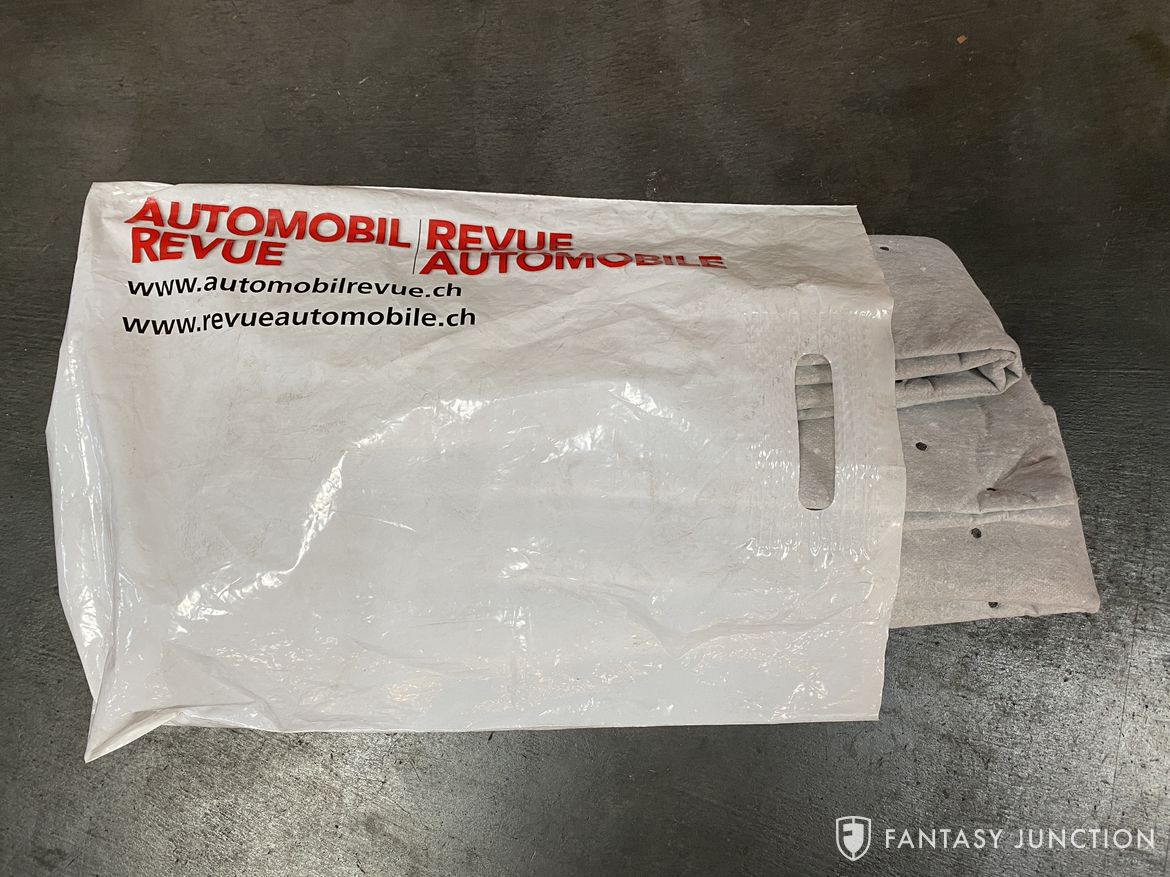 AUTOMOBIL
REVUE
REVUE
AUTOMOBILE
www.automobilrevue.ch
www.revueautomobile.ch
FANTASY JUNCTION